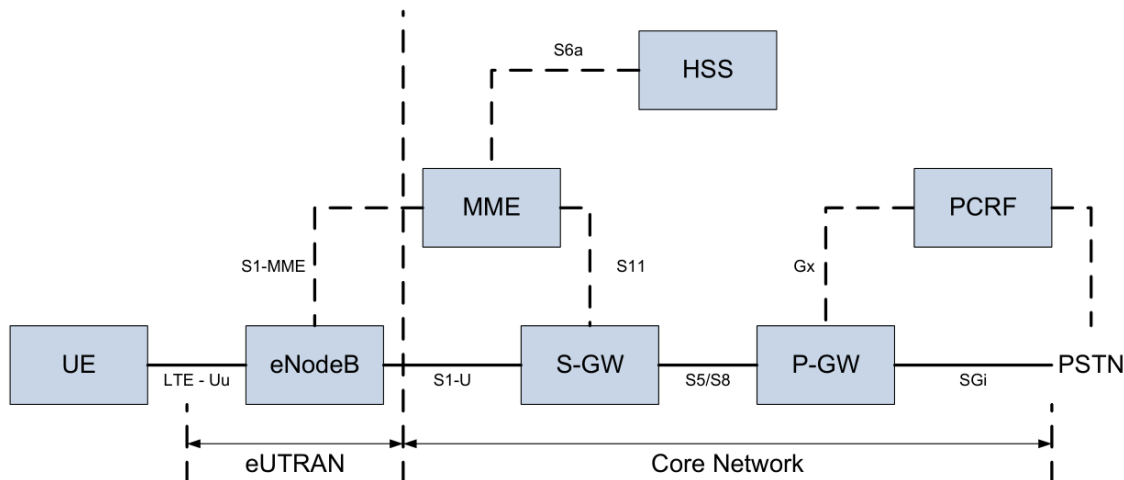 S6a
HSS
MME
PCRF
S1-MME
S11
Gx
UE
eNodeB
S-GW
P-GW
PSTN
LTE - Uu
S1-U
S5/S8
SGi
eUTRAN
Core Network